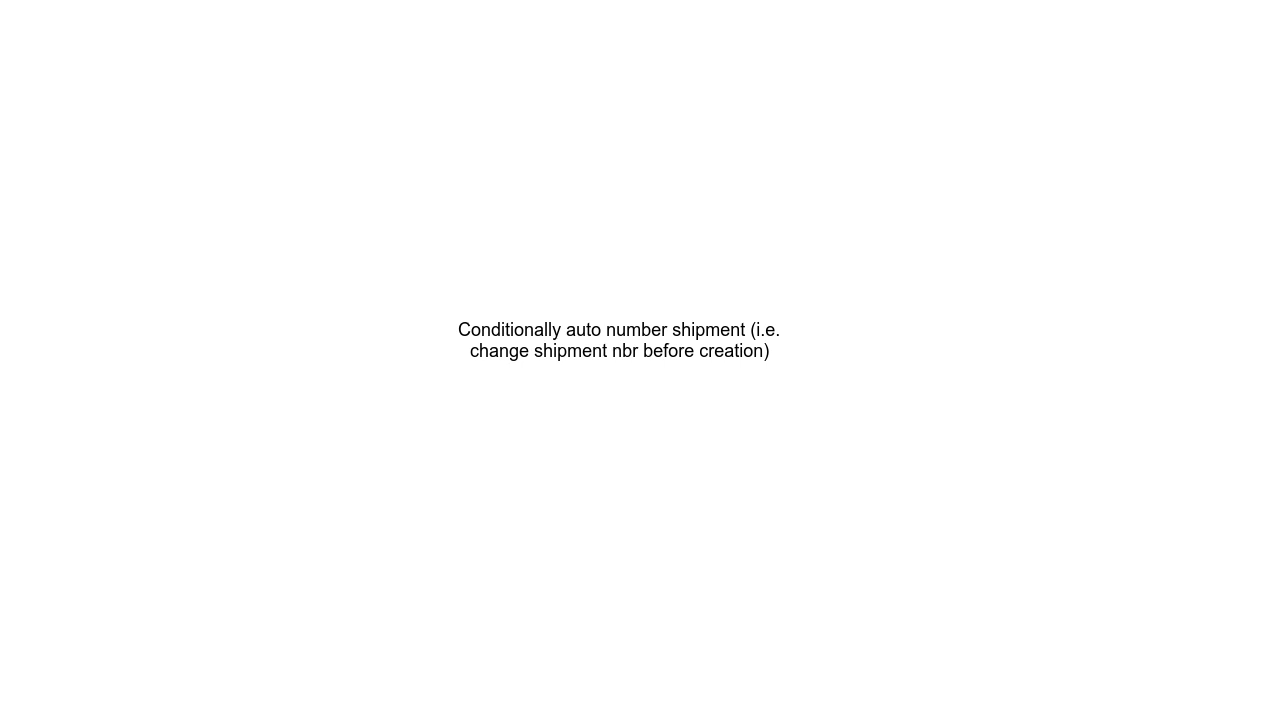 Conditionally auto number shipment (i.e.
change shipment nbr before creation)